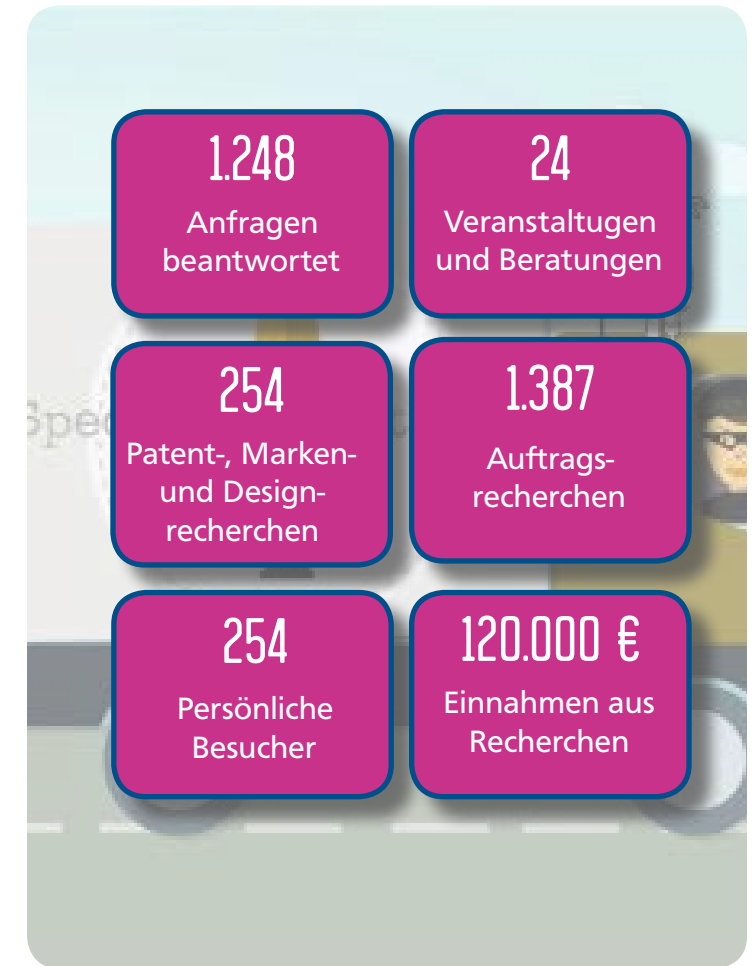 1.248
Anfragen
beantwortet
24
Veranstaltugen
und Beratungen
254
Patent-, Marken-
und Design-
recherchen
1.387
Auftrags-
recherchen
254
Persönliche
Besucher
120.000 €
Einnahmen aus
Recherchen